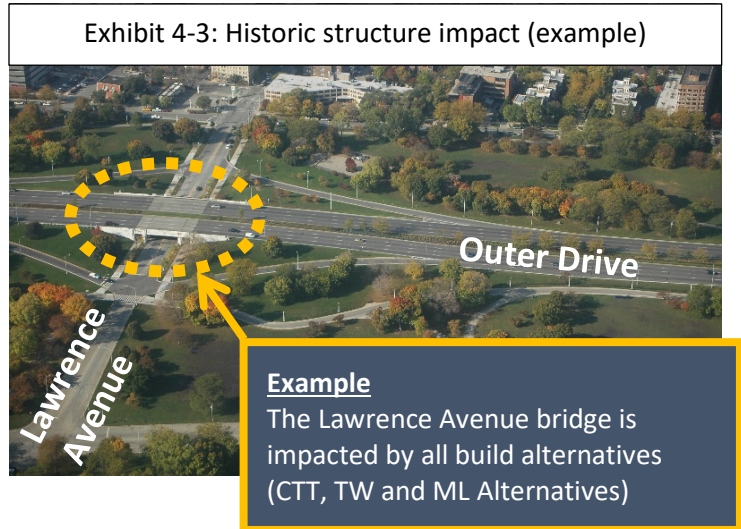 Exhibit 4-3: Historic structure impact (example)
Outer Drive
Lawrence
Avenue
Example
The Lawrence Avenue bridge is
impacted by all build alternatives
(CTT, TW and ML Alternatives)